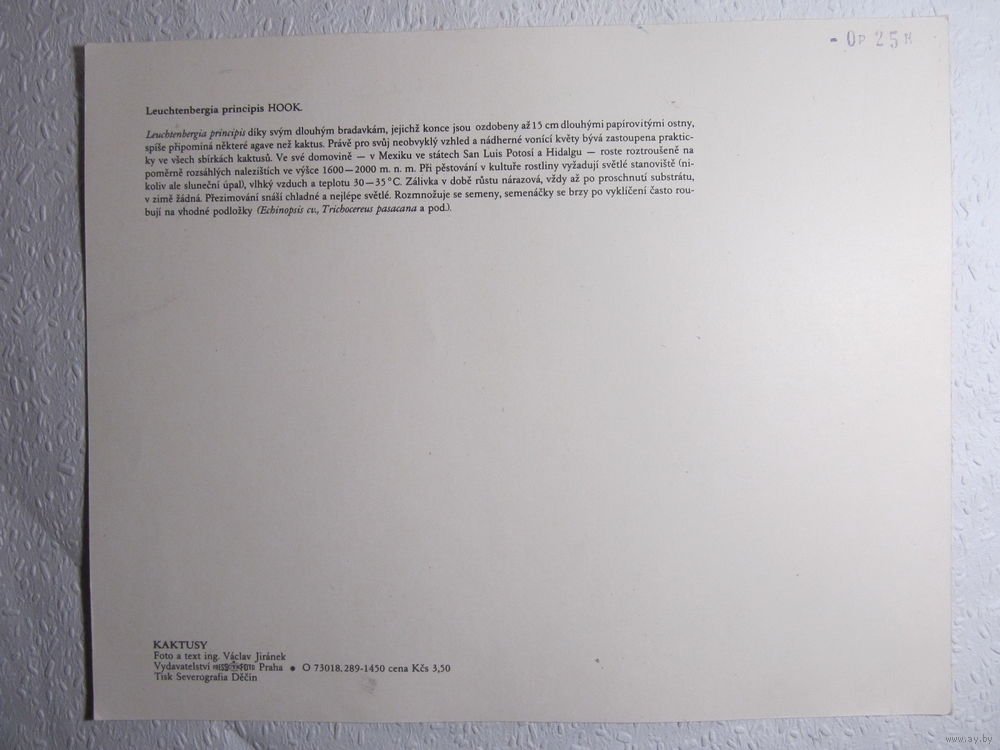 - 0р 25к
Leuchtenbergia principis HOOK.
Leuchtenbergia principis díky svým dlouhým bradavkám, jejichž konce jsou ozdobeny až 15 cm dlouhými papírovitými ostny,
spíše připomíná některé agave než kaktus. Právě pro svůj neobvyklý vzhled a nádherné vonící květy bývá zastoupena praktic-
ky ve všech sbírkách kaktusů. Ve své domovině — v Mexiku ve státech San Luis Potosí a Hidalgu — roste roztroušeně na
poměrně rozsáhlých nalezištích ve výšce 1600—2000 m. n. m. Při pěstování v kultuře rostliny vyžadují světlé stanoviště (ni-
koliv ale sluneční úpal), vlhký vzduch a teplotu 30—35°C. Zálivka v době růstu nárazová, vždy až po proschnutí substrátu,
v zimě žádná. Přezimování snáší chladné a nejlépe světlé. Rozmnožuje se semeny, semenáčky se brzy po vyklíčení často rou-
bují na vhodné podložky (Echinopsis cv., Trichocereus pasacana a pod.).
KAKTUSY
Foto a text ing. Václav Jiránek
Vydavatelství PRESSFOTO Praha ● O 73018.289-1450 cena Kčs 3,50
Tisk Severografia Děčín
www.ay.by